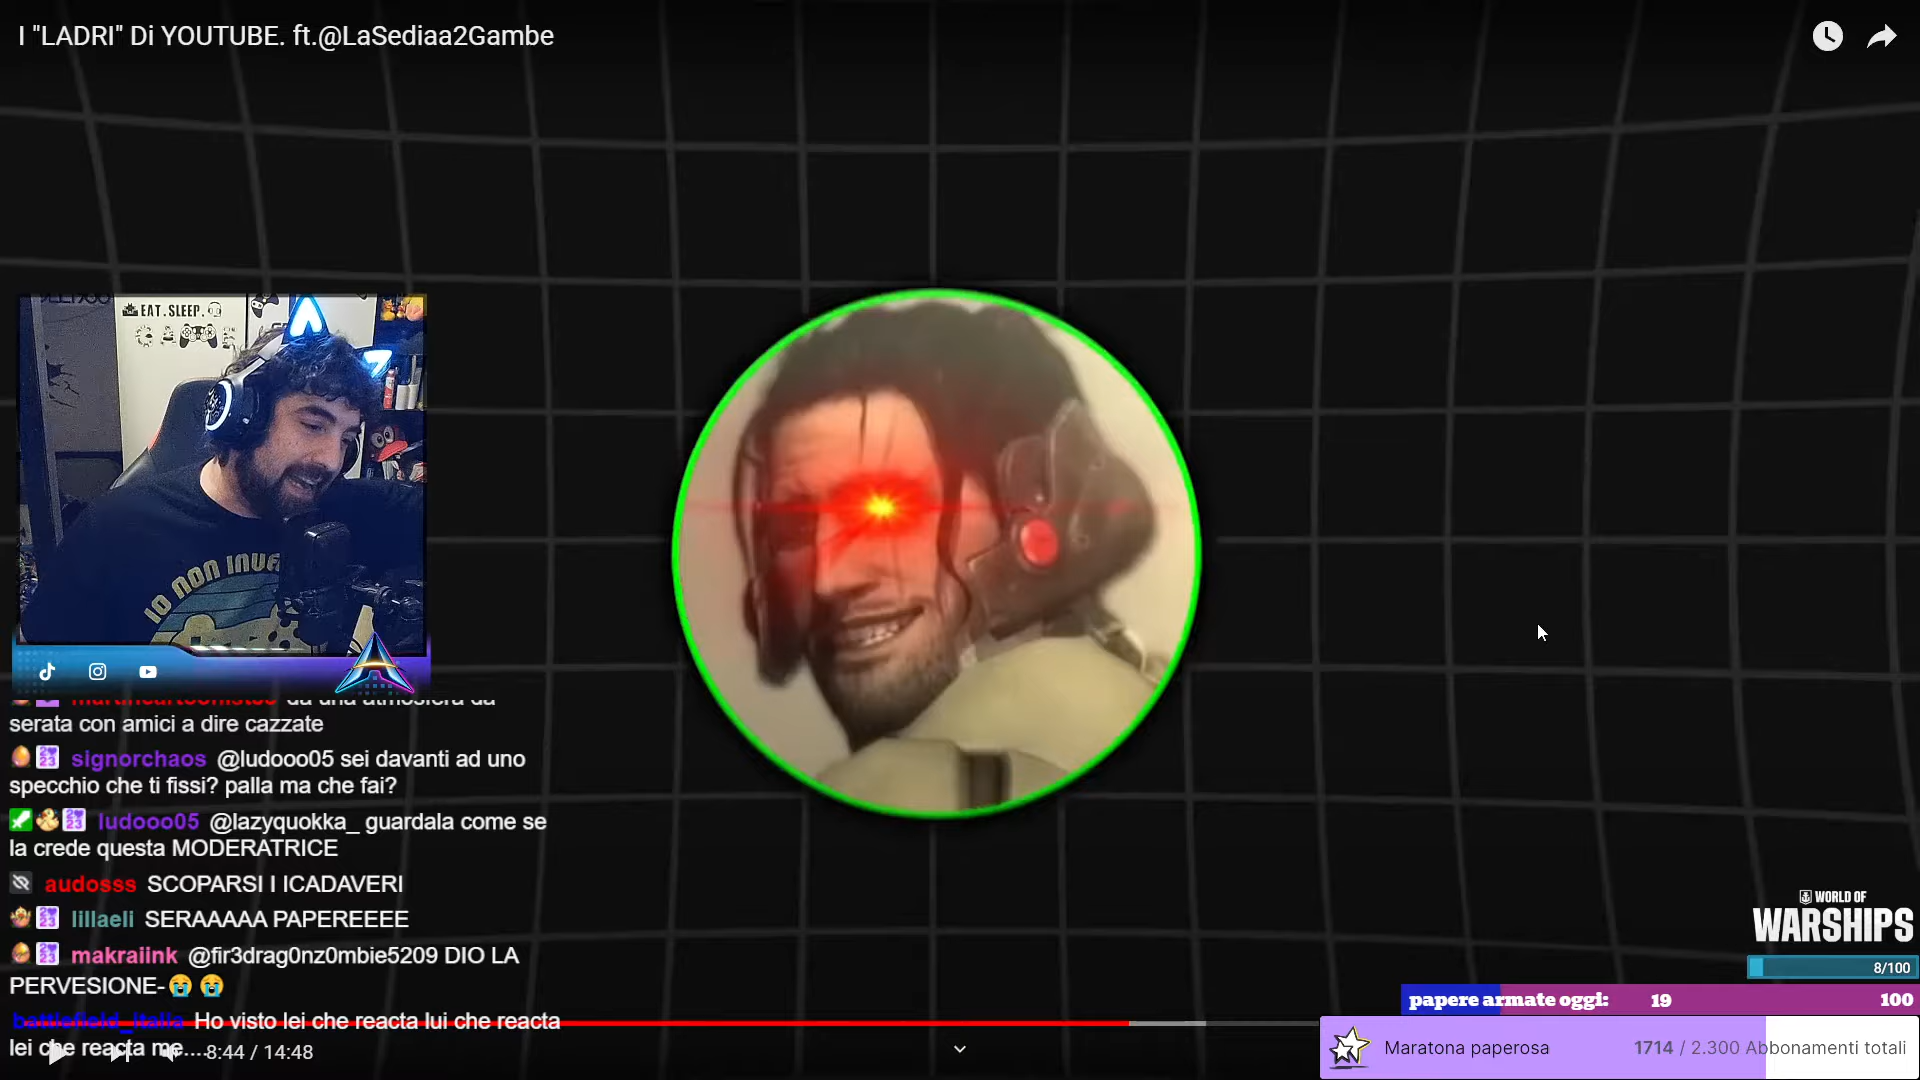 I "LADRI" Di YOUTUBE. ft.@LaSediaa2Gambe
EAT.SLEEP.
IO NON INVE
serata con amici a dire cazzate
signorchaos @ludooo05 sei davanti ad uno
specchio che ti fissi? palla ma che fai?
ludooo05 @lazyquokka_ guardala come se
la crede questa MODERATRICE
audosss SCOPARSI I ICADAVERI
lillaeli SERAAAAA PAPEREEEE
makraiink @fir3drag0nz0mbie5209 DIO LA
PERVESIONE-😭 😭
battlefield_italia Ho visto lei che reacta lui che reacta
lei che reacta me....
8:44 / 14:48
WORLD OF
WARSHIPS
8/100
papere armate oggi: 19 100
Maratona paperosa 1714 / 2.300 Abbonamenti totali